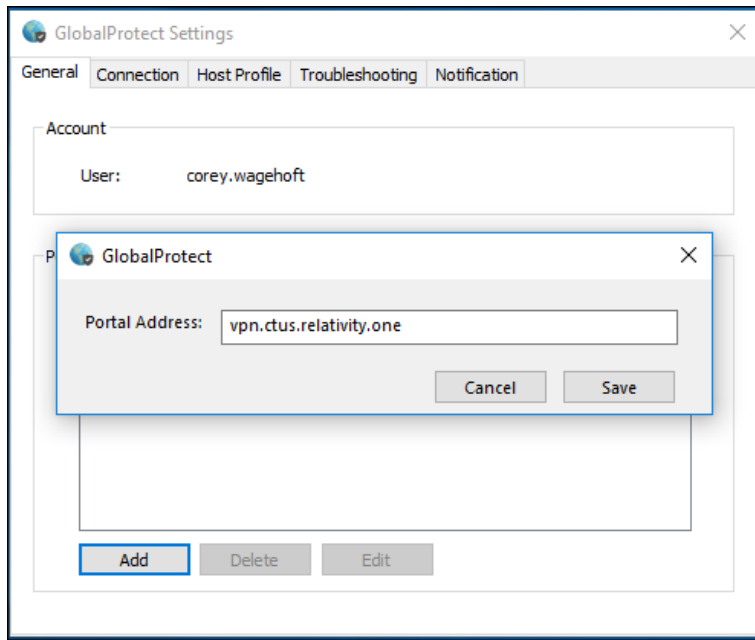 GlobalProtect Settings
General Connection Host Profile Troubleshooting Notification
Account
User: corey.wagehoft
P
GlobalProtect
Portal Address: vpn.ctus.relativity.one
Cancel Save
Add Delete Edit